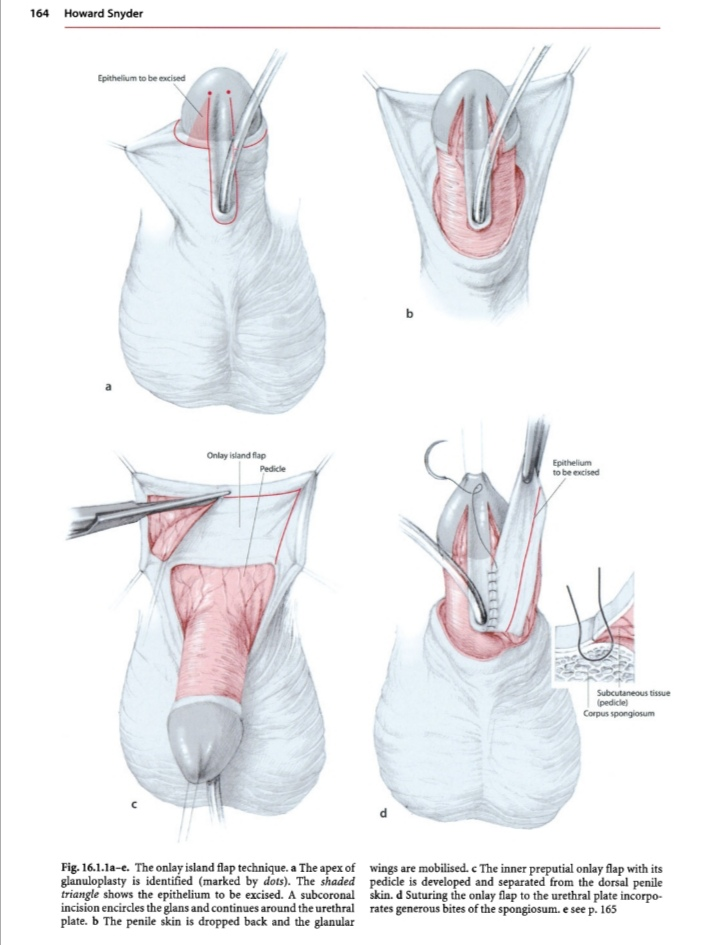 164 Howard Snyder
Epithelium to be excised
a
b
Onlay island flap
Pedicle
c
Epithelium
to be excised
Subcutaneous tissue
(pedicle)
Corpus spongiosum
d
Fig. 16.1.1a–e. The onlay island flap technique. a The apex of
glanuloplasty is identified (marked by dots). The shaded
triangle shows the epithelium to be excised. A subcoronal
incision encircles the glans and continues around the urethral
plate. b The penile skin is dropped back and the glanular
wings are mobilised. c The inner preputial onlay flap with its
pedicle is developed and separated from the dorsal penile
skin. d Suturing the onlay flap to the urethral plate incorpo-
rates generous bites of the spongiosum. e see p. 165